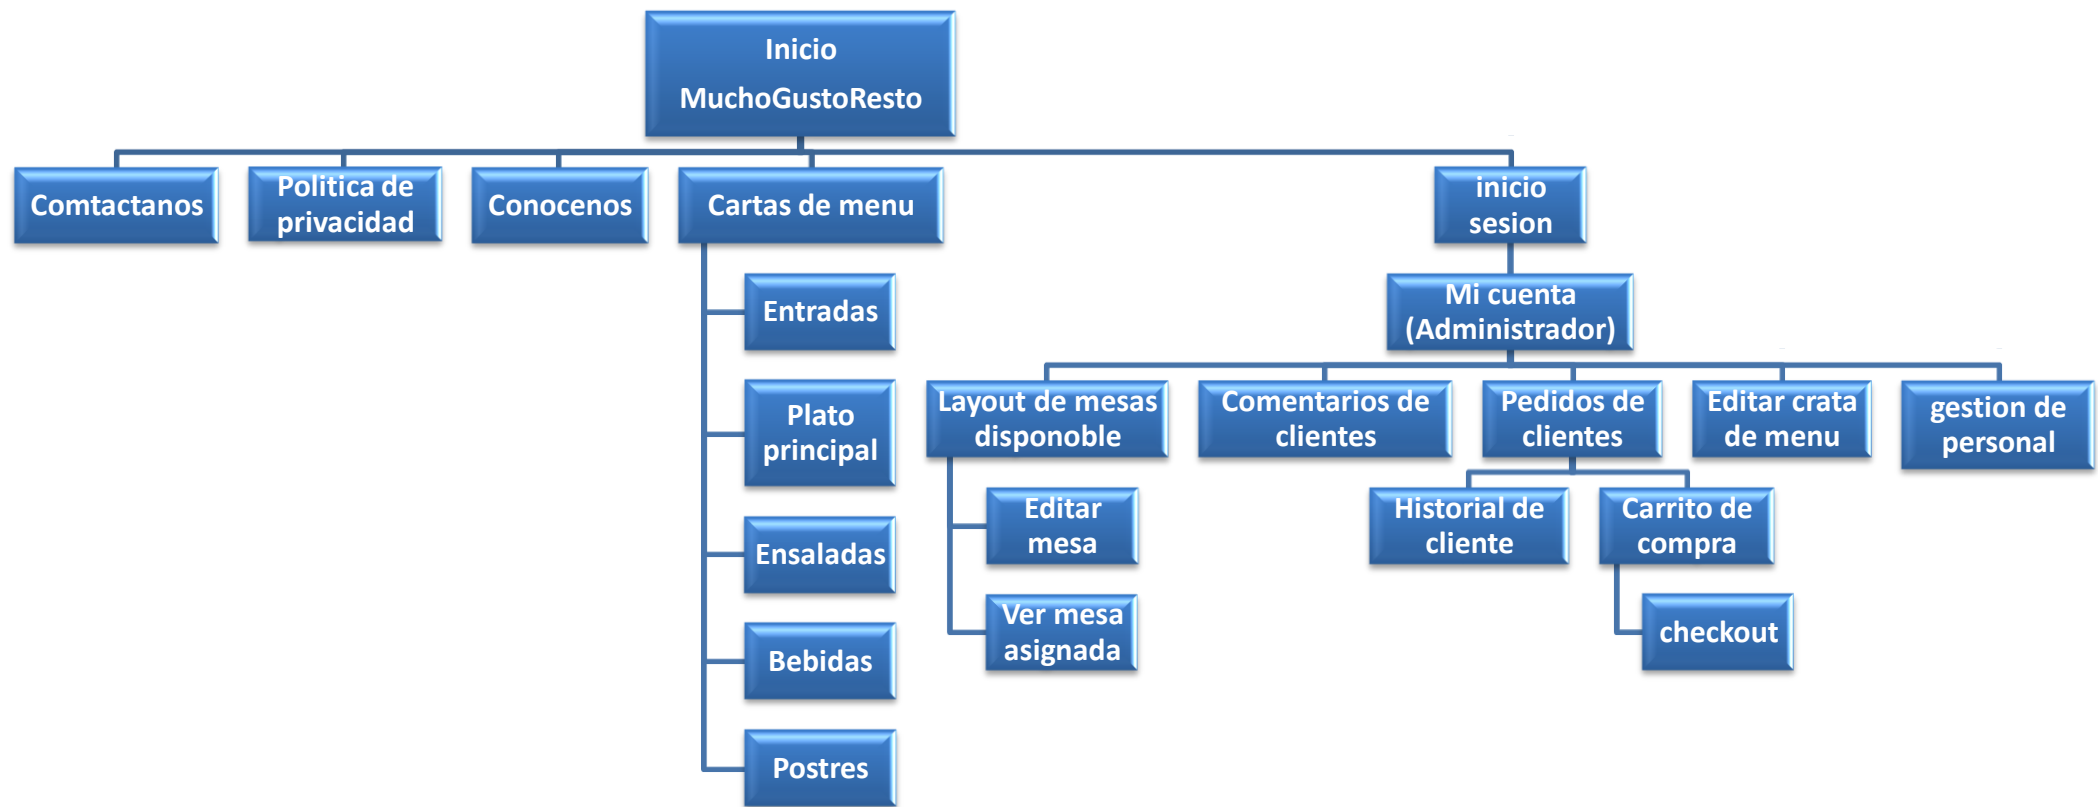 Inicio
MuchoGustoResto
Comtactanos
Politica de
privacidad
Conocenos
Cartas de menu
inicio
sesion
Entradas
Plato
principal
Ensaladas
Bebidas
Postres
Mi cuenta
(Administrador)
Layout de mesas
disponoble
Comentarios de
clientes
Pedidos de
clientes
Editar crata
de menu
gestion de
personal
Editar
mesa
Ver mesa
asignada
Historial de
cliente
Carrito de
compra
checkout